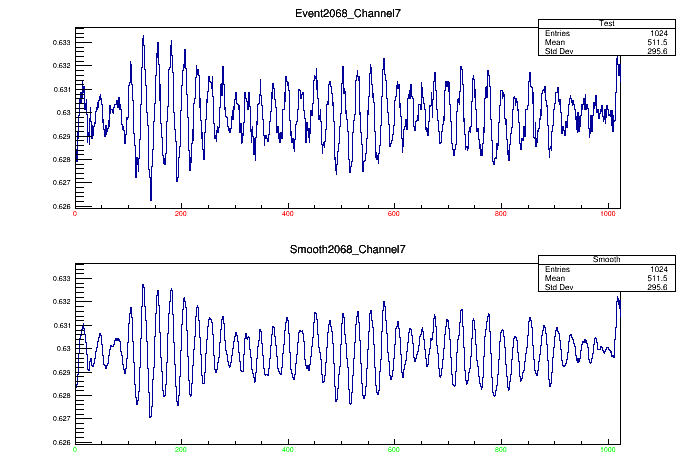 Event2068_Channel7
Test
Entries 1024
Mean 511.5
Std Dev 295.6
0.633
0.632
0.631
0.63
0.629
0.628
0.627
0.626
0 200 400 600 800 1000
Smooth2068_Channel7
Smooth
Entries 1024
Mean 511.5
Std Dev 295.6
0.633
0.632
0.631
0.63
0.629
0.628
0.627
0.626
0 200 400 600 800 1000